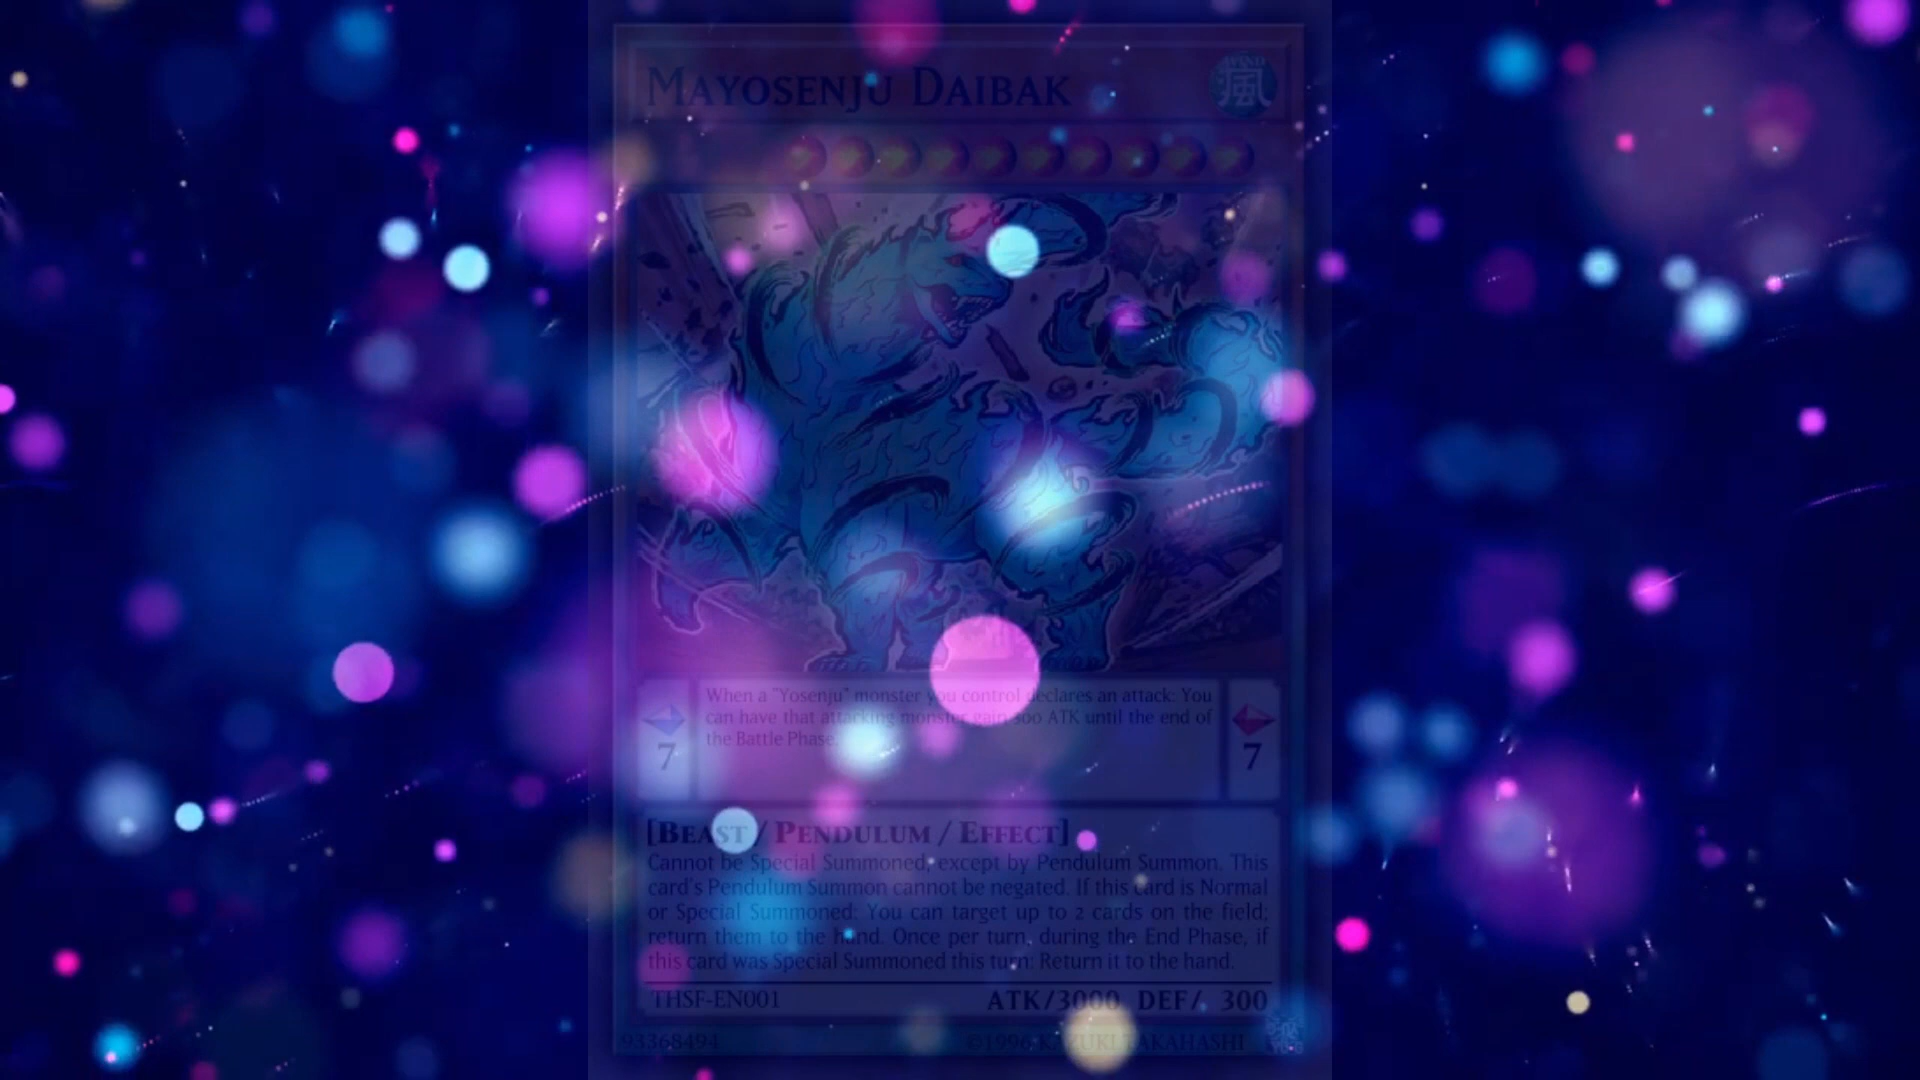 MAYOSENJU DAIBAK
WIND
風
When a "Yosenju" monster you control declares an attack: You
can have that attacking monster gain 300 ATK until the end of
the Battle Phase.
7
7
[BEAST / PENDULUM / EFFECT]
Cannot be Special Summoned, except by Pendulum Summon. This
card's Pendulum Summon cannot be negated. If this card is Normal
or Special Summoned: You can target up to 2 cards on the field;
return them to the hand. Once per turn, during the End Phase, if
this card was Special Summoned this turn: Return it to the hand.
THSF-EN001
ATK/3000 DEF/ 300
93368494
©1996 KAZUKI TAKAHASHI